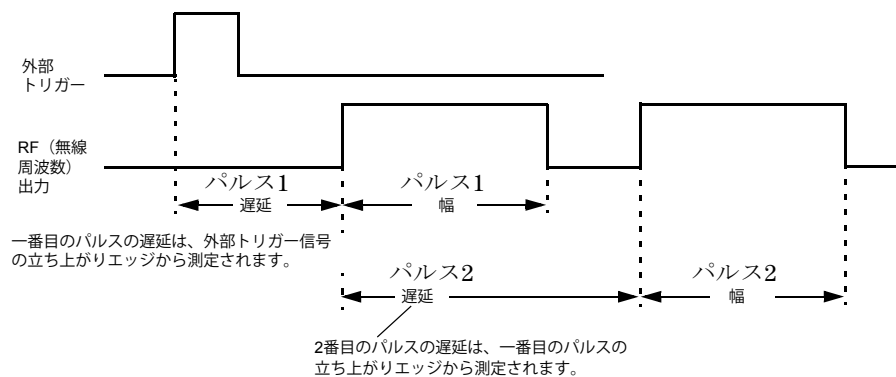 外部
トリガー
RF（無線
周波数）
出力
パルス1
遅延
パルス1
幅
一番目のパルスの遅延は、外部トリガー信号
の立ち上がりエッジから測定されます。
パルス2
遅延
パルス2
幅
2番目のパルスの遅延は、一番目のパルスの
立ち上がりエッジから測定されます。